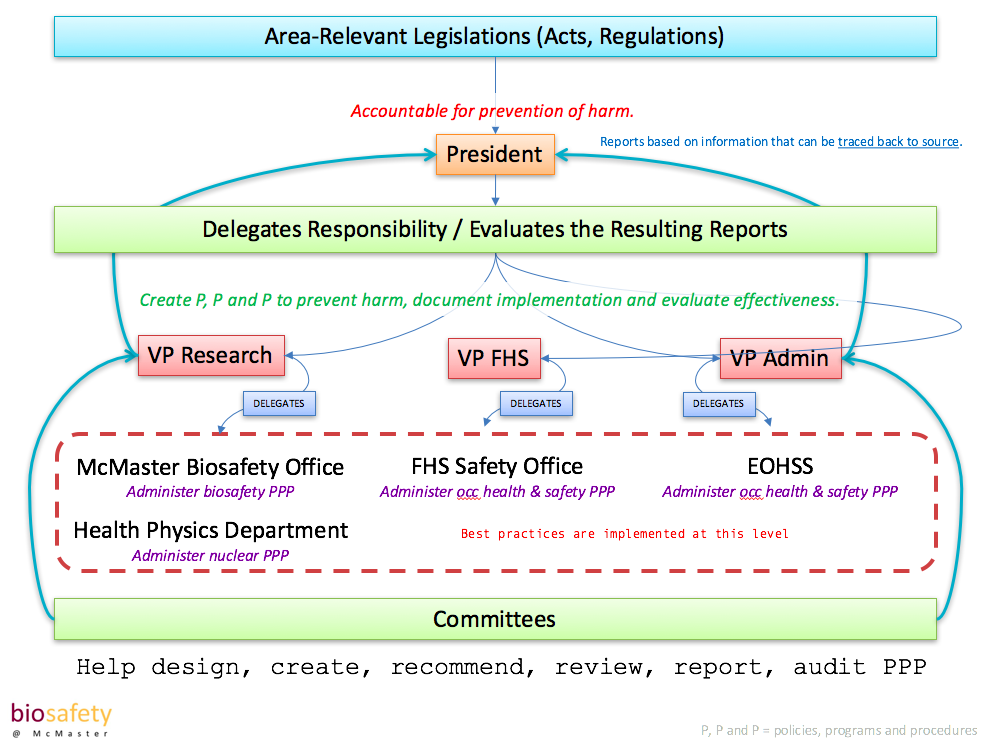 Area-Relevant Legislations (Acts, Regulations)
Accountable for prevention of harm.
President
Reports based on information that can be traced back to source.
Delegates Responsibility / Evaluates the Resulting Reports
Create P, P and P to prevent harm, document implementation and evaluate effectiveness.
VP Research
VP FHS
VP Admin
DELEGATES
DELEGATES
DELEGATES
McMaster Biosafety Office
Administer biosafety PPP
FHS Safety Office
Administer occ health & safety PPP
EOHSS
Administer occ health & safety PPP
Health Physics Department
Administer nuclear PPP
Best practices are implemented at this level
Committees
Help design, create, recommend, review, report, audit PPP
biosafety
@ McMaster
P, P and P = policies, programs and procedures